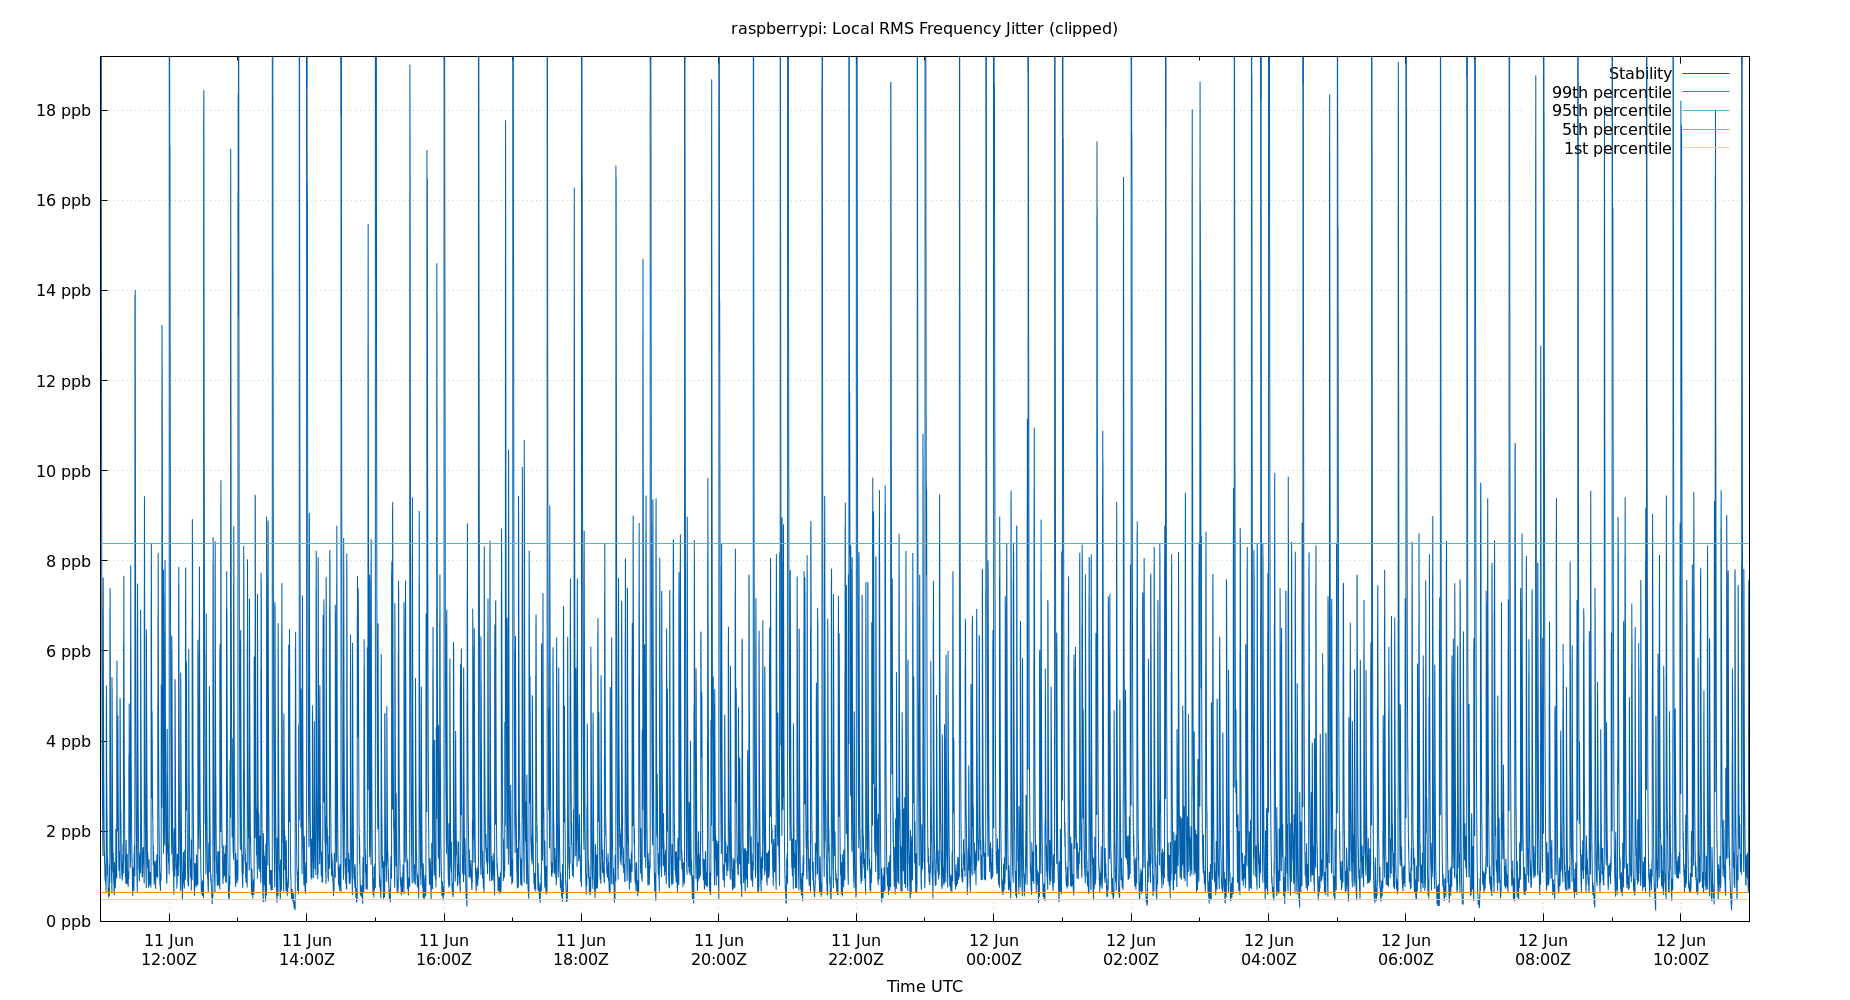 raspberrypi: Local RMS Frequency Jitter (clipped)
Stability
99th percentile
95th percentile
5th percentile
1st percentile
18 ppb
16 ppb
14 ppb
12 ppb
10 ppb
8 ppb
6 ppb
4 ppb
2 ppb
0 ppb
11 Jun 11 Jun 11 Jun 11 Jun 11 Jun 11 Jun 12 Jun 12 Jun 12 Jun 12 Jun 12 Jun 12 Jun
12:00Z 14:00Z 16:00Z 18:00Z 20:00Z 22:00Z 00:00Z 02:00Z 04:00Z 06:00Z 08:00Z 10:00Z
Time UTC